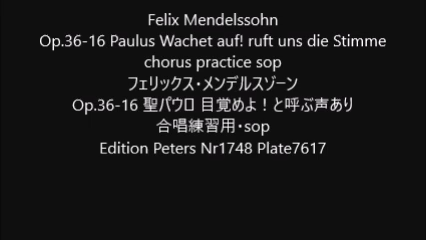 Felix Mendelssohn
Op.36-16 Paulus Wachet auf! ruft uns die Stimme
chorus practice sop
フェリックス・メンデルスゾーン
Op.36-16 聖パウロ 目覚めよ！と呼ぶ声あり
合唱練習用・sop
Edition Peters Nr1748 Plate7617